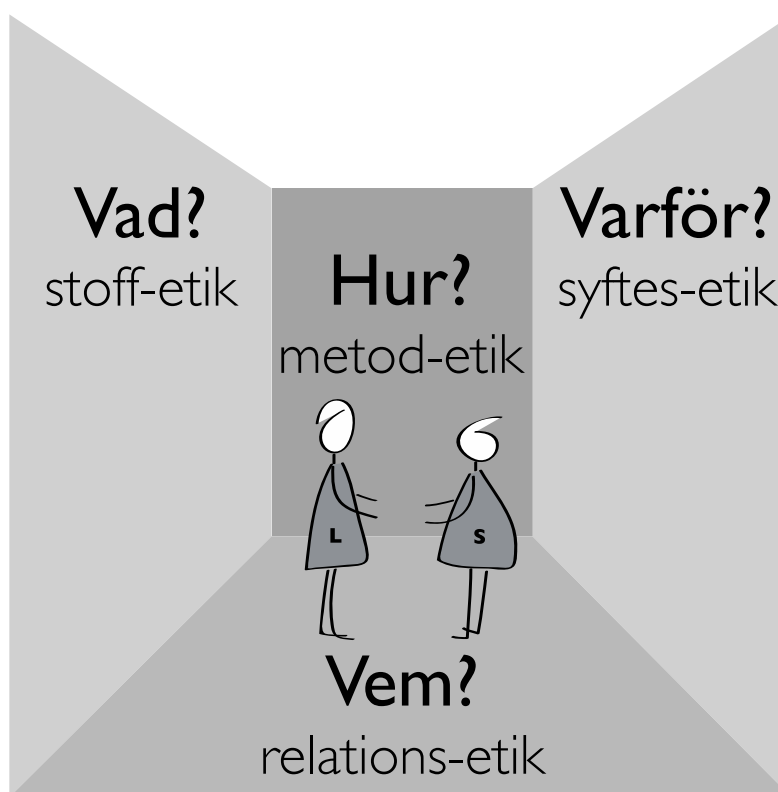 Vad?
stoff-etik
Hur?
metod-etik
Varför?
syftes-etik
L
S
Vem?
relations-etik